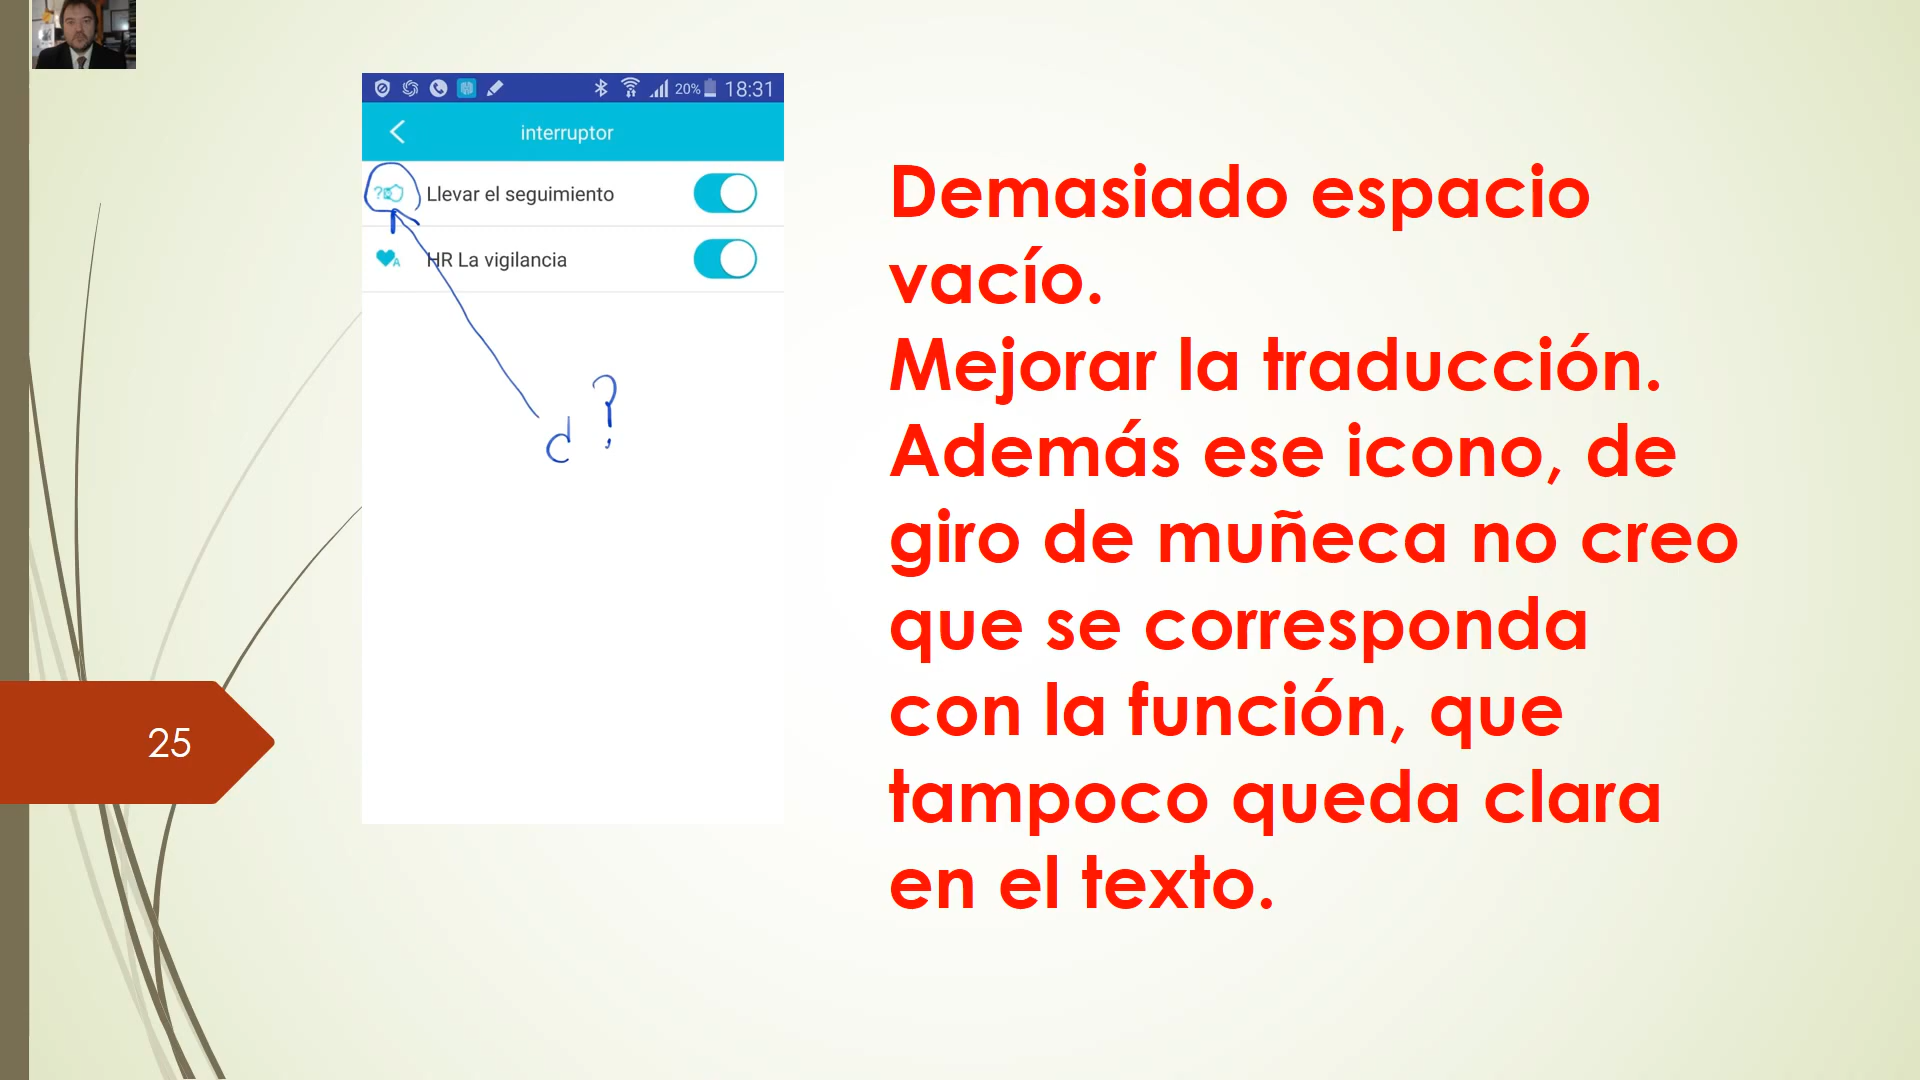 20% 18:31
interruptor
Llevar el seguimiento
HR La vigilancia
?
Demasiado espacio
vacío.
Mejorar la traducción.
Además ese icono, de
giro de muñeca no creo
que se corresponda
con la función, que
tampoco queda clara
en el texto.
25